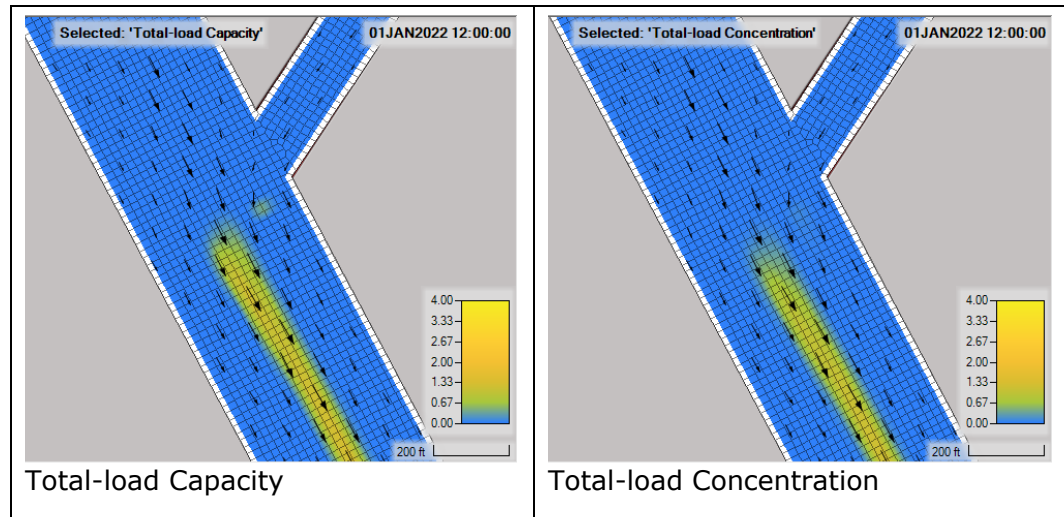 Selected: 'Total-load Capacity' 01JAN2022 12:00:00
4.00
3.33
2.67
2.00
1.33
0.67
0.00
200 ft
Total-load Capacity
Selected: 'Total-load Concentration' 01JAN2022 12:00:00
4.00
3.33
2.67
2.00
1.33
0.67
0.00
200 ft
Total-load Concentration